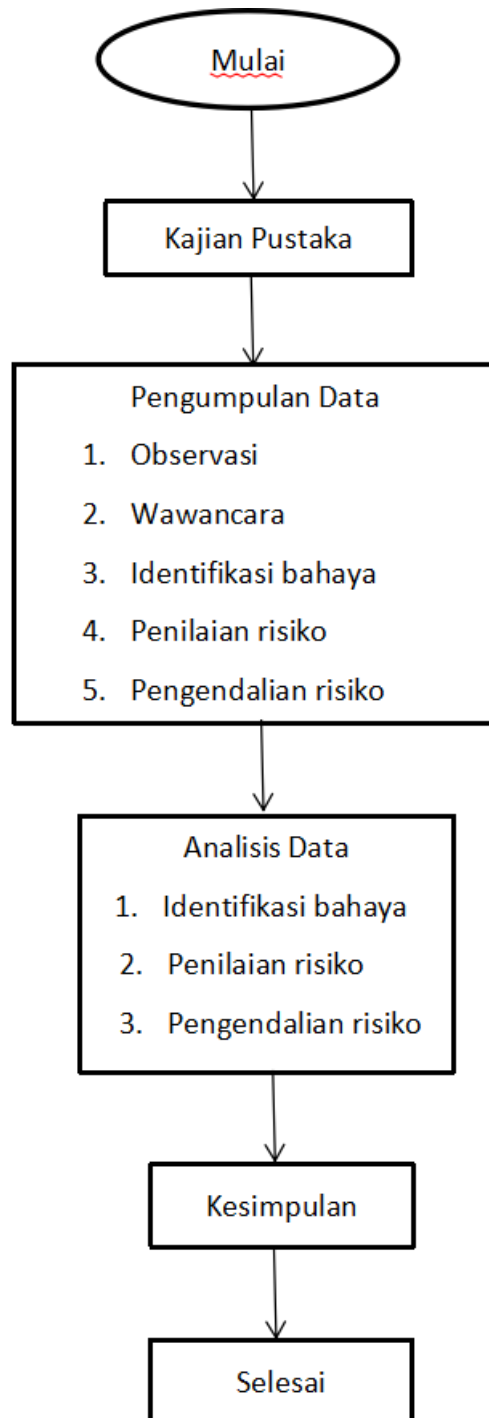 Mulai
Kajian Pustaka
Pengumpulan Data
1. Observasi
2. Wawancara
3. Identifikasi bahaya
4. Penilaian risiko
5. Pengendalian risiko
Analisis Data
1. Identifikasi bahaya
2. Penilaian risiko
3. Pengendalian risiko
Kesimpulan
Selesai